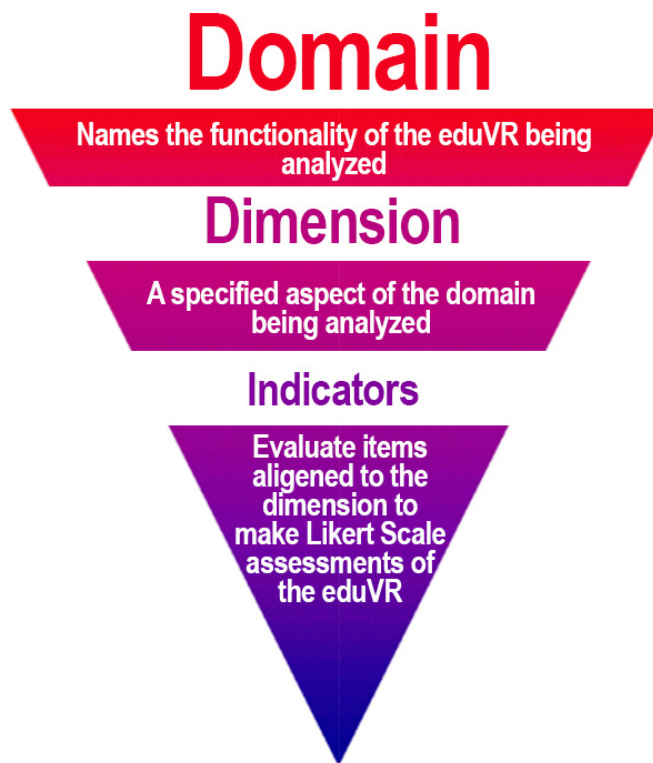 Domain
Names the functionality of the eduVR being
analyzed
Dimension
A specified aspect of the domain
being analyzed
Indicators
Evaluate items
aligened to the
dimension to
make Likert Scale
assessments of
the eduVR